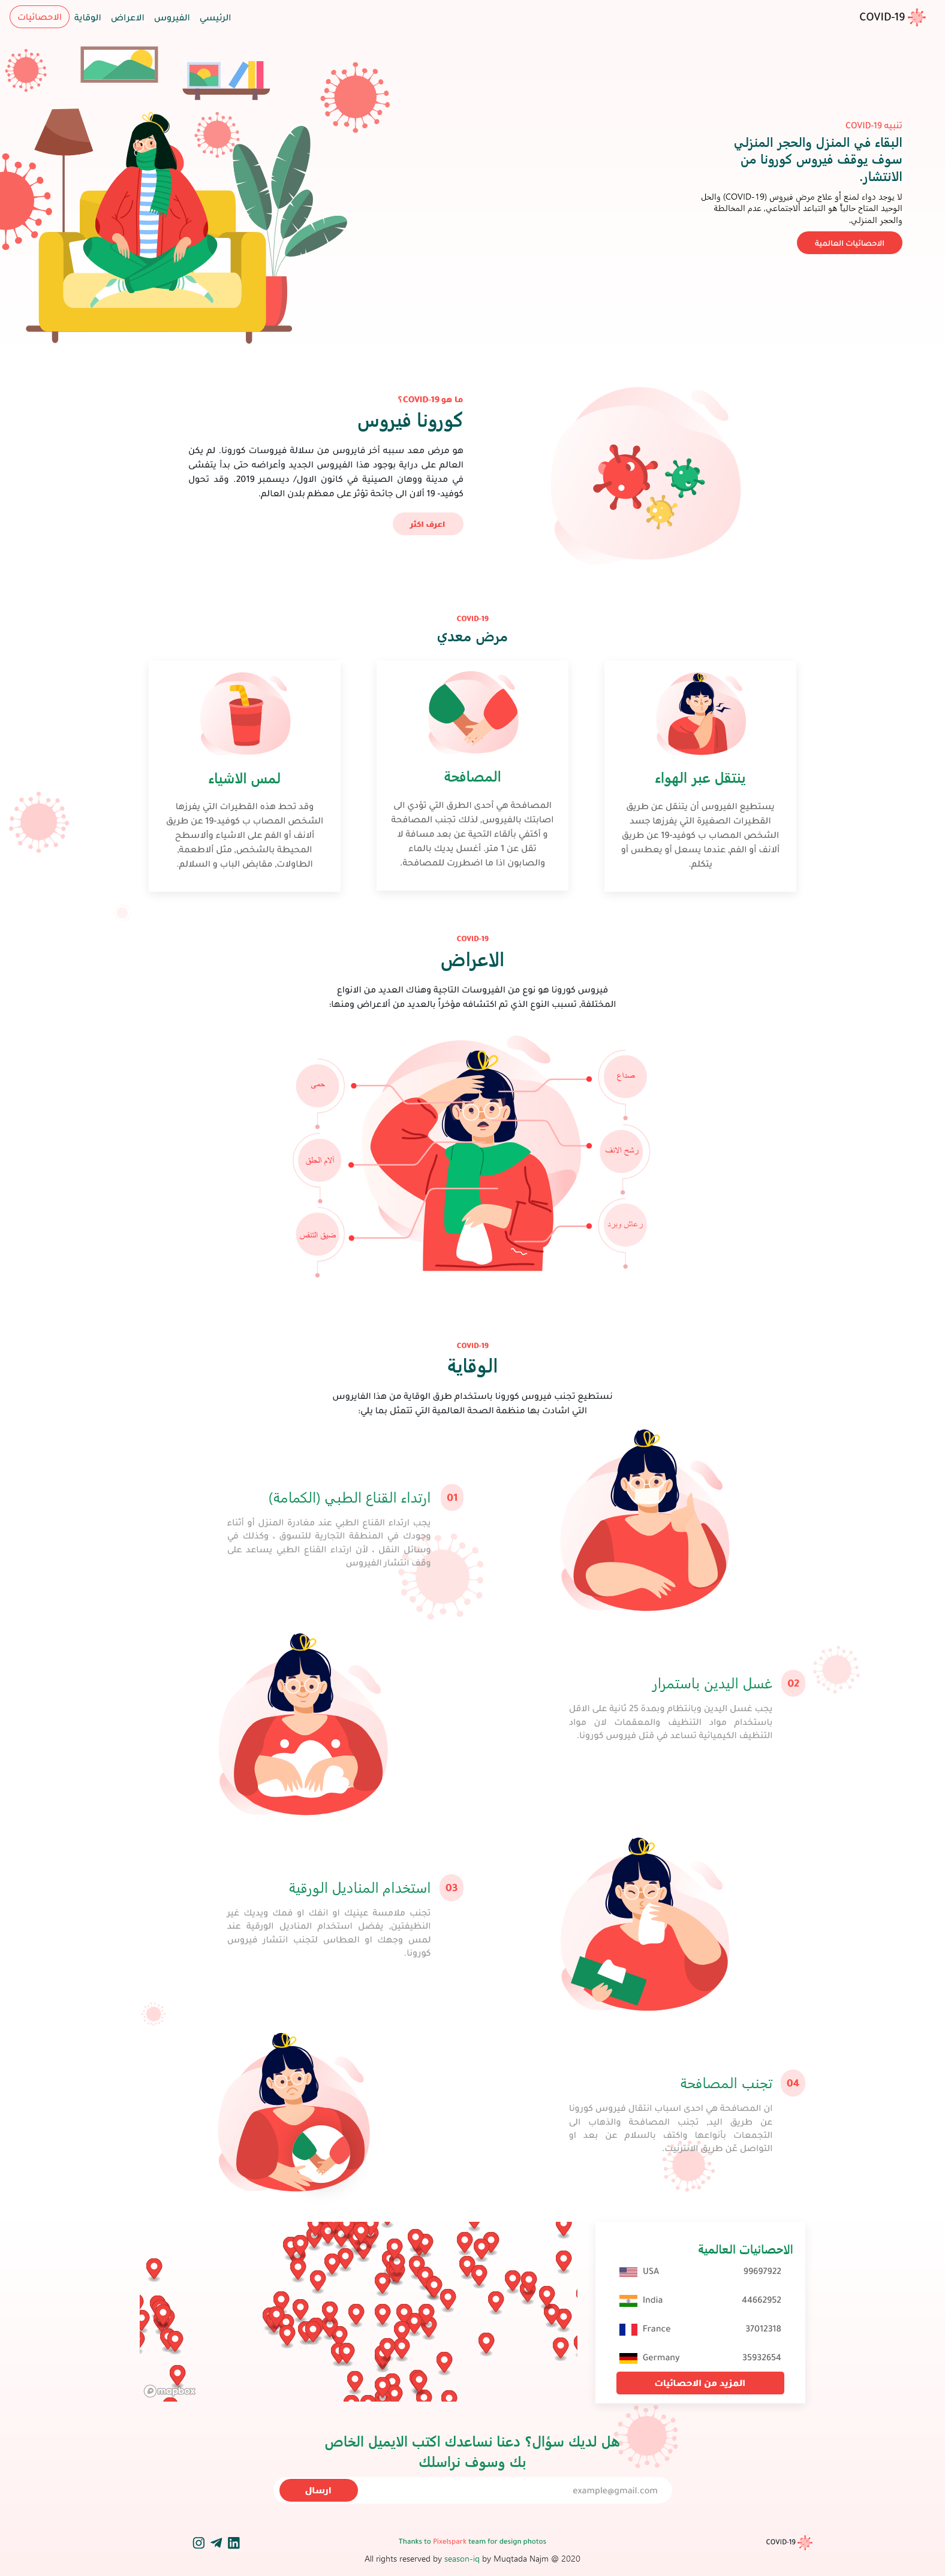 COVID-19
الرئيسي
الفيروس
الاعراض
الوقاية
الاحصائيات
تنبيه COVID-19
البقاء في المنزل والحجر المنزلي
سوف يوقف فيروس كورونا من
الانتشار.
لا يوجد دواء لمنع أو علاج مرض فيروس (COVID-19) والحل
الوحيد المتاح حالياً هو التباعد ألاجتماعي, عدم المخالطة
والحجر المنزلي.
الاحصائيات العالمية
ما هو COVID-19؟
كورونا فيروس
هو مرض معد سببه أخر فايروس من سلالة فيروسات كورونا. لم يكن
العالم على دراية بوجود هذا الفيروس الجديد وأعراضه حتى بدأ يتفشى
في مدينة ووهان الصينية في كانون الاول/ ديسمبر 2019. وقد تحول
كوفيد- 19 ألان الى جائحة تؤثر على معظم بلدن العالم.
اعرف اكثر
COVID-19
مرض معدي
ينتقل عبر الهواء
يستطيع الفيروس أن يتنقل عن طريق
القطيرات الصغيرة التي يفرزها جسد
الشخص المصاب ب كوفيد-19 عن طريق
ألانف أو الفم, عندما يسعل أو يعطس أو
يتكلم.
المصافحة
المصافحة هي أحدى الطرق التي تؤدي الى
اصابتك بالفيروس, لذلك تجنب المصافحة
و أكتفي بألقاء التحية عن بعد مسافة لا
تقل عن 1 متر. أغسل يديك بالماء
والصابون اذا ما اضطررت للمصافحة.
لمس الاشياء
وقد تحط هذه القطيرات التي يفرزها
الشخص المصاب ب كوفيد-19 عن طريق
ألانف أو الفم على الاشياء وألاسطح
المحيطة بالشخص, مثل ألاطعمة,
الطاولات, مقابض الباب و السلالم.
COVID-19
الاعراض
فيروس كورونا هو نوع من الفيروسات التاجية وهناك العديد من الانواع
المختلفة, تسبب النوع الذي تم اكتشافه مؤخراً بالعديد من ألاعراض ومنها:
صداع
حمى
رشح الانف
ألام الحلق
رعاش وبرد
ضيق التنفس
COVID-19
الوقاية
نستطيع تجنب فيروس كورونا باستخدام طرق الوقاية من هذا الفايروس
التي اشادت بها منظمة الصحة العالمية التي تتمثل بما يلي:
01
ارتداء القناع الطبي (الكمامة)
يجب ارتداء القناع الطبي عند مغادرة المنزل أو أثناء
وجودك في المنطقة التجارية للتسوق ، وكذلك في
وسائل النقل ، لأن ارتداء القناع الطبي يساعد على
وقف انتشار الفيروس
02
غسل اليدين باستمرار
يجب غسل اليدين وبانتظام وبمدة 25 ثانية على الاقل
باستخدام مواد التنظيف والمعقمات لان مواد
التنظيف الكيميائية تساعد في قتل فيروس كورونا.
03
استخدام المناديل الورقية
تجنب ملامسة عينيك او انفك او فمك ويديك غير
النظيفتين, يفضل استخدام المناديل الورقية عند
لمس وجهك او العطاس لتجنب انتشار فيروس
كورونا.
04
تجنب المصافحة
ان المصافحة هي احدى اسباب انتقال فيروس كورونا
عن طريق اليد, تجنب المصافحة والذهاب الى
التجمعات بأنواعها واكتف بالسلام عن بعد او
التواصل عن طريق الانترنيت.
الاحصائيات العالمية
USA 99697922
India 44662952
France 37012318
Germany 35932654
المزيد من الاحصائيات
mapbox
هل لديك سؤال؟ دعنا نساعدك اكتب الايميل الخاص
بك وسوف نراسلك
example@gmail.com
ارسال
COVID-19
Thanks to Pixelspark team for design photos
All rights reserved by season-iq by Muqtada Najm @ 2020